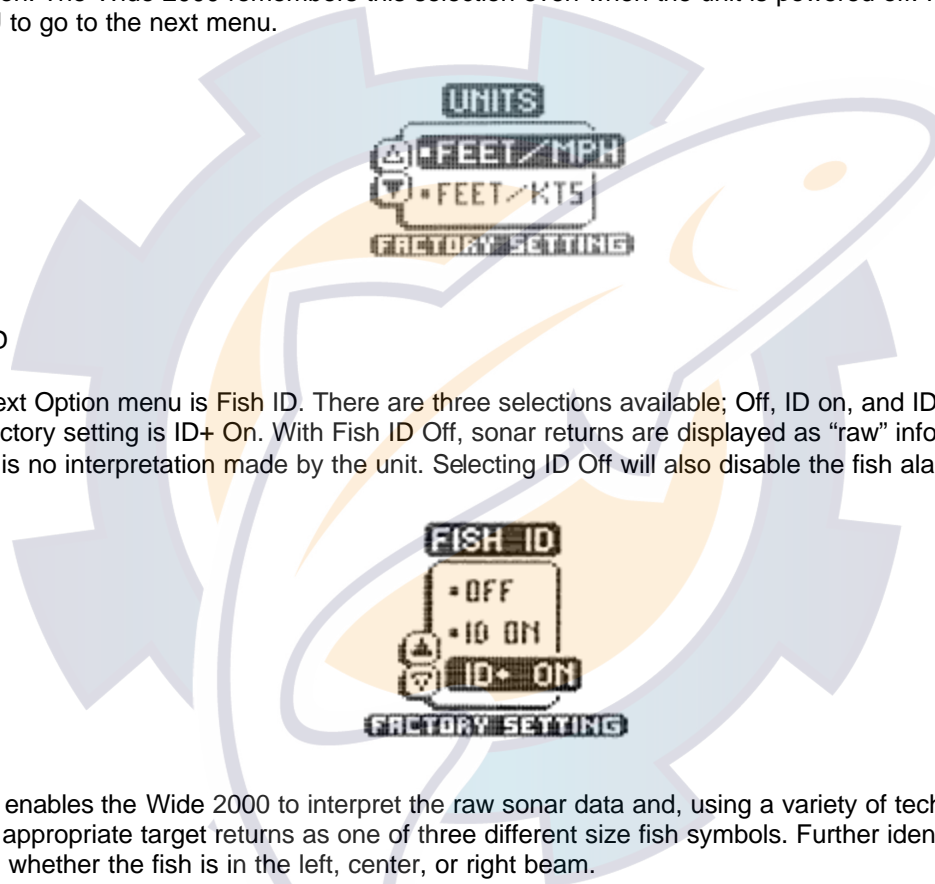 to go to the next menu.
UNITS
FEET/MPH
FEET/KTS
FACTORY SETTING
D
ext Option menu is Fish ID. There are three selections available; Off, ID on, and ID
ctory setting is ID+ On. With Fish ID Off, sonar returns are displayed as “raw” info
is no interpretation made by the unit. Selecting ID Off will also disable the fish ala
FISH ID
OFF
ID ON
ID+ ON
FACTORY SETTING
enables the Wide 2000 to interpret the raw sonar data and, using a variety of tech
appropriate target returns as one of three different size fish symbols. Further iden
whether the fish is in the left, center, or right beam.